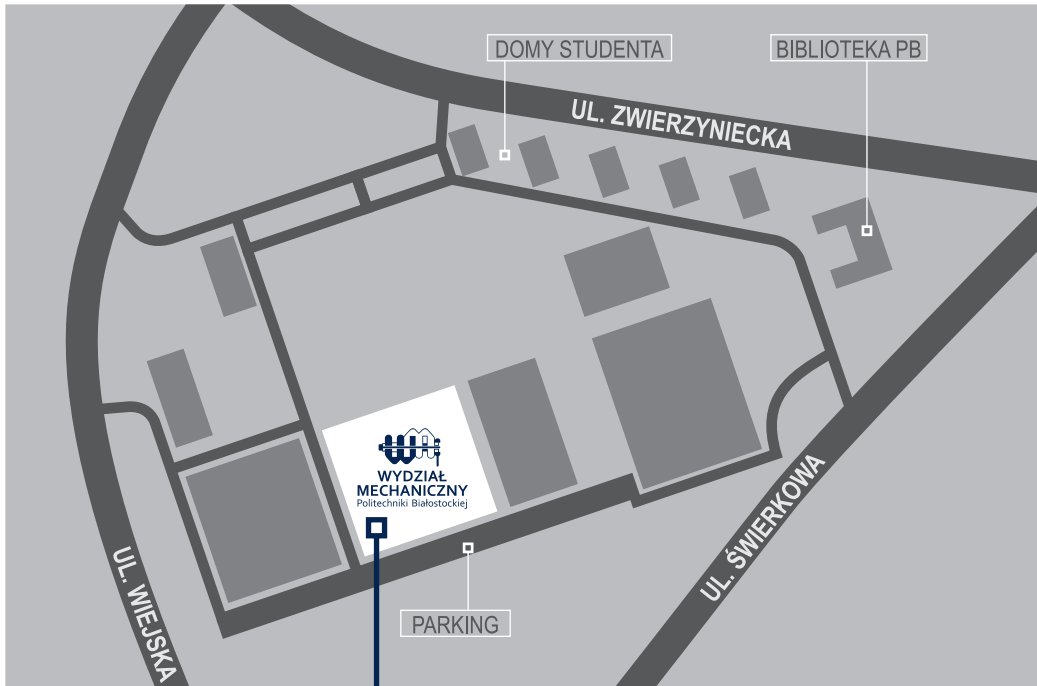 DOMY STUDENTA
BIBLIOTEKA PB
UL. ZWIERZYNIECKA
WYDZIAŁ
MECHANICZNY
Politechniki Białostockiej
UL. WIEJSKA
PARKING
UL. ŚWIERKOWA